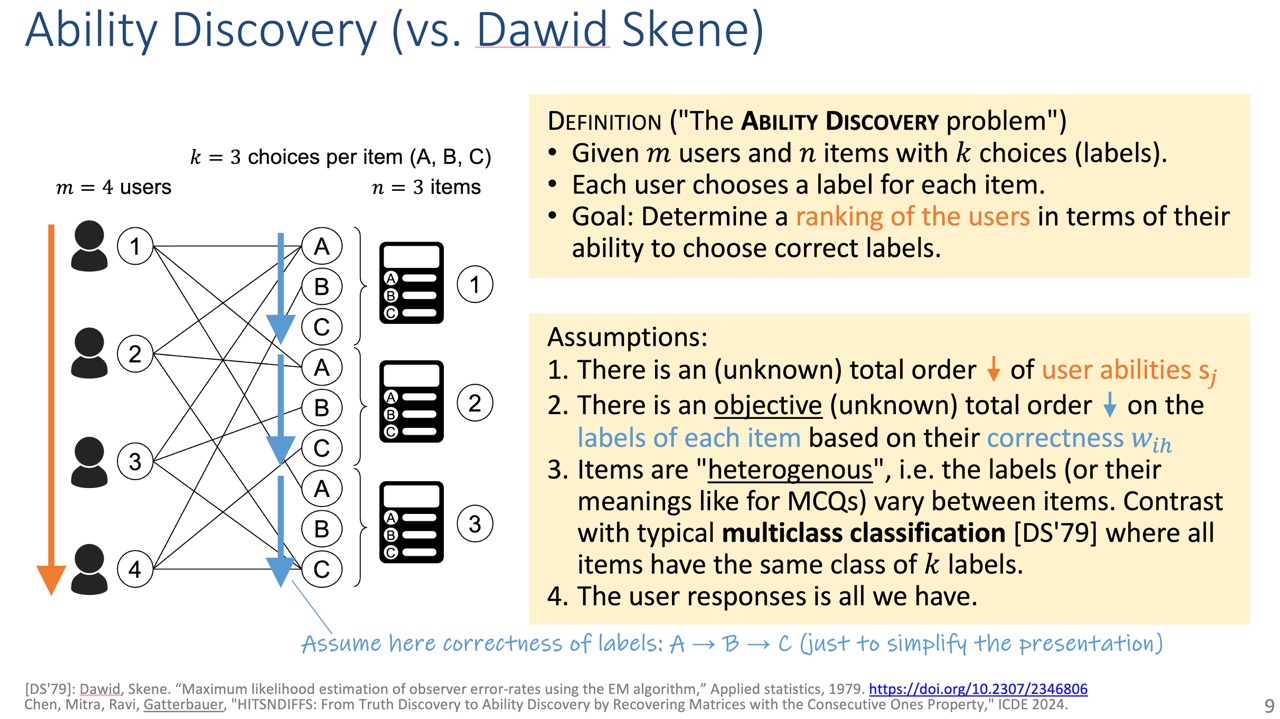 Ability Discovery (vs. Dawid Skene)
k = 3 choices per item (A, B, C)
m = 4 users
n = 3 items
1
2
3
4
A
B
C
A
B
C
A
B
C
A
B
C
1
A
B
C
2
A
B
C
3
DEFINITION ("The ABILITY DISCOVERY problem")
• Given m users and n items with k choices (labels).
• Each user chooses a label for each item.
• Goal: Determine a ranking of the users in terms of their
ability to choose correct labels.
Assumptions:
1. There is an (unknown) total order ↓ of user abilities sⱼ
2. There is an objective (unknown) total order ↓ on the
labels of each item based on their correctness wᵢₕ
3. Items are "heterogenous", i.e. the labels (or their
meanings like for MCQs) vary between items. Contrast
with typical multiclass classification [DS'79] where all
items have the same class of k labels.
4. The user responses is all we have.
Assume here correctness of labels: A → B → C (just to simplify the presentation)
[DS'79]: Dawid, Skene. “Maximum likelihood estimation of observer error-rates using the EM algorithm,” Applied statistics, 1979. https://doi.org/10.2307/2346806
Chen, Mitra, Ravi, Gatterbauer, "HITSNDIFFS: From Truth Discovery to Ability Discovery by Recovering Matrices with the Consecutive Ones Property," ICDE 2024.
9